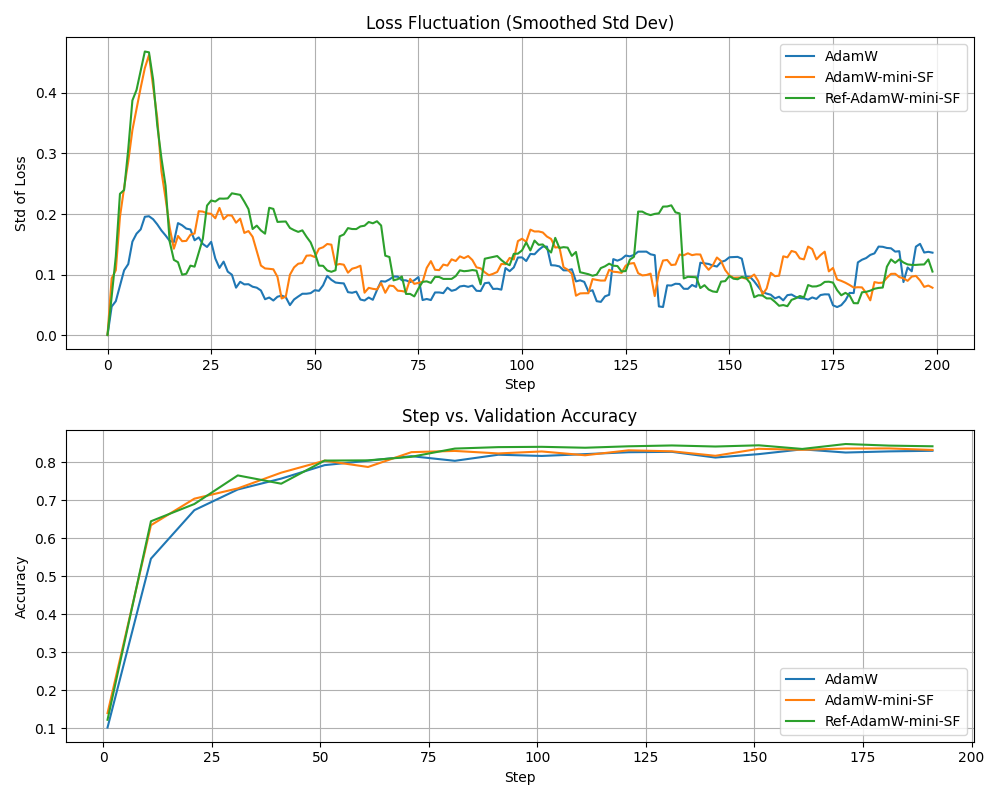 Loss Fluctuation (Smoothed Std Dev)
AdamW
AdamW-mini-SF
Ref-AdamW-mini-SF
Std of Loss
0.4
0.3
0.2
0.1
0.0
0 25 50 75 100 125 150 175 200
Step
Step vs. Validation Accuracy
Accuracy
0.8
0.7
0.6
0.5
0.4
0.3
0.2
0.1
AdamW
AdamW-mini-SF
Ref-AdamW-mini-SF
0 25 50 75 100 125 150 175 200
Step